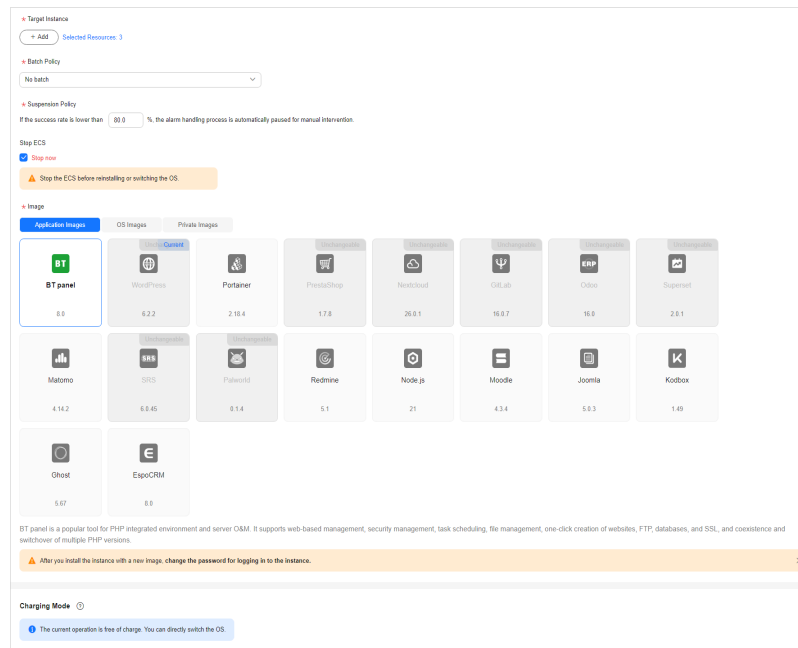 * Target Instance
+ Add Selected Resources: 3
* Batch Policy
No batch
* Suspension Policy
If the success rate is lower than 80.0 %, the alarm handling process is automatically paused for manual intervention.
Stop ECS
Stop now
Stop the ECS before reinstalling or switching the OS.
* Image
Application Images OS Images Private Images
Current Unchangeable Unchangeable Unchangeable Unchangeable Unchangeable
BT ERP
BT panel WordPress Portainer PrestaShop Nextcloud GitLab Odoo Superset
8.0 6.2.2 2.18.4 1.7.8 26.0.1 16.0.7 16.0 2.0.1
Unchangeable Unchangeable
SRS
Matomo SRS Palworld Redmine Node.js Moodle Joomla Kodbox
4.14.2 6.0.45 0.1.4 5.1 21 4.3.4 5.0.3 1.49
Ghost EspoCRM
5.67 8.0
BT panel is a popular tool for PHP integrated environment and server O&M. It supports web-based management, security management, task scheduling, file management, one-click creation of websites, FTP, databases, and SSL, and coexistence and
switchover of multiple PHP versions.
After you install the instance with a new image, change the password for logging in to the instance.
Charging Mode ?
The current operation is free of charge. You can directly switch the OS.